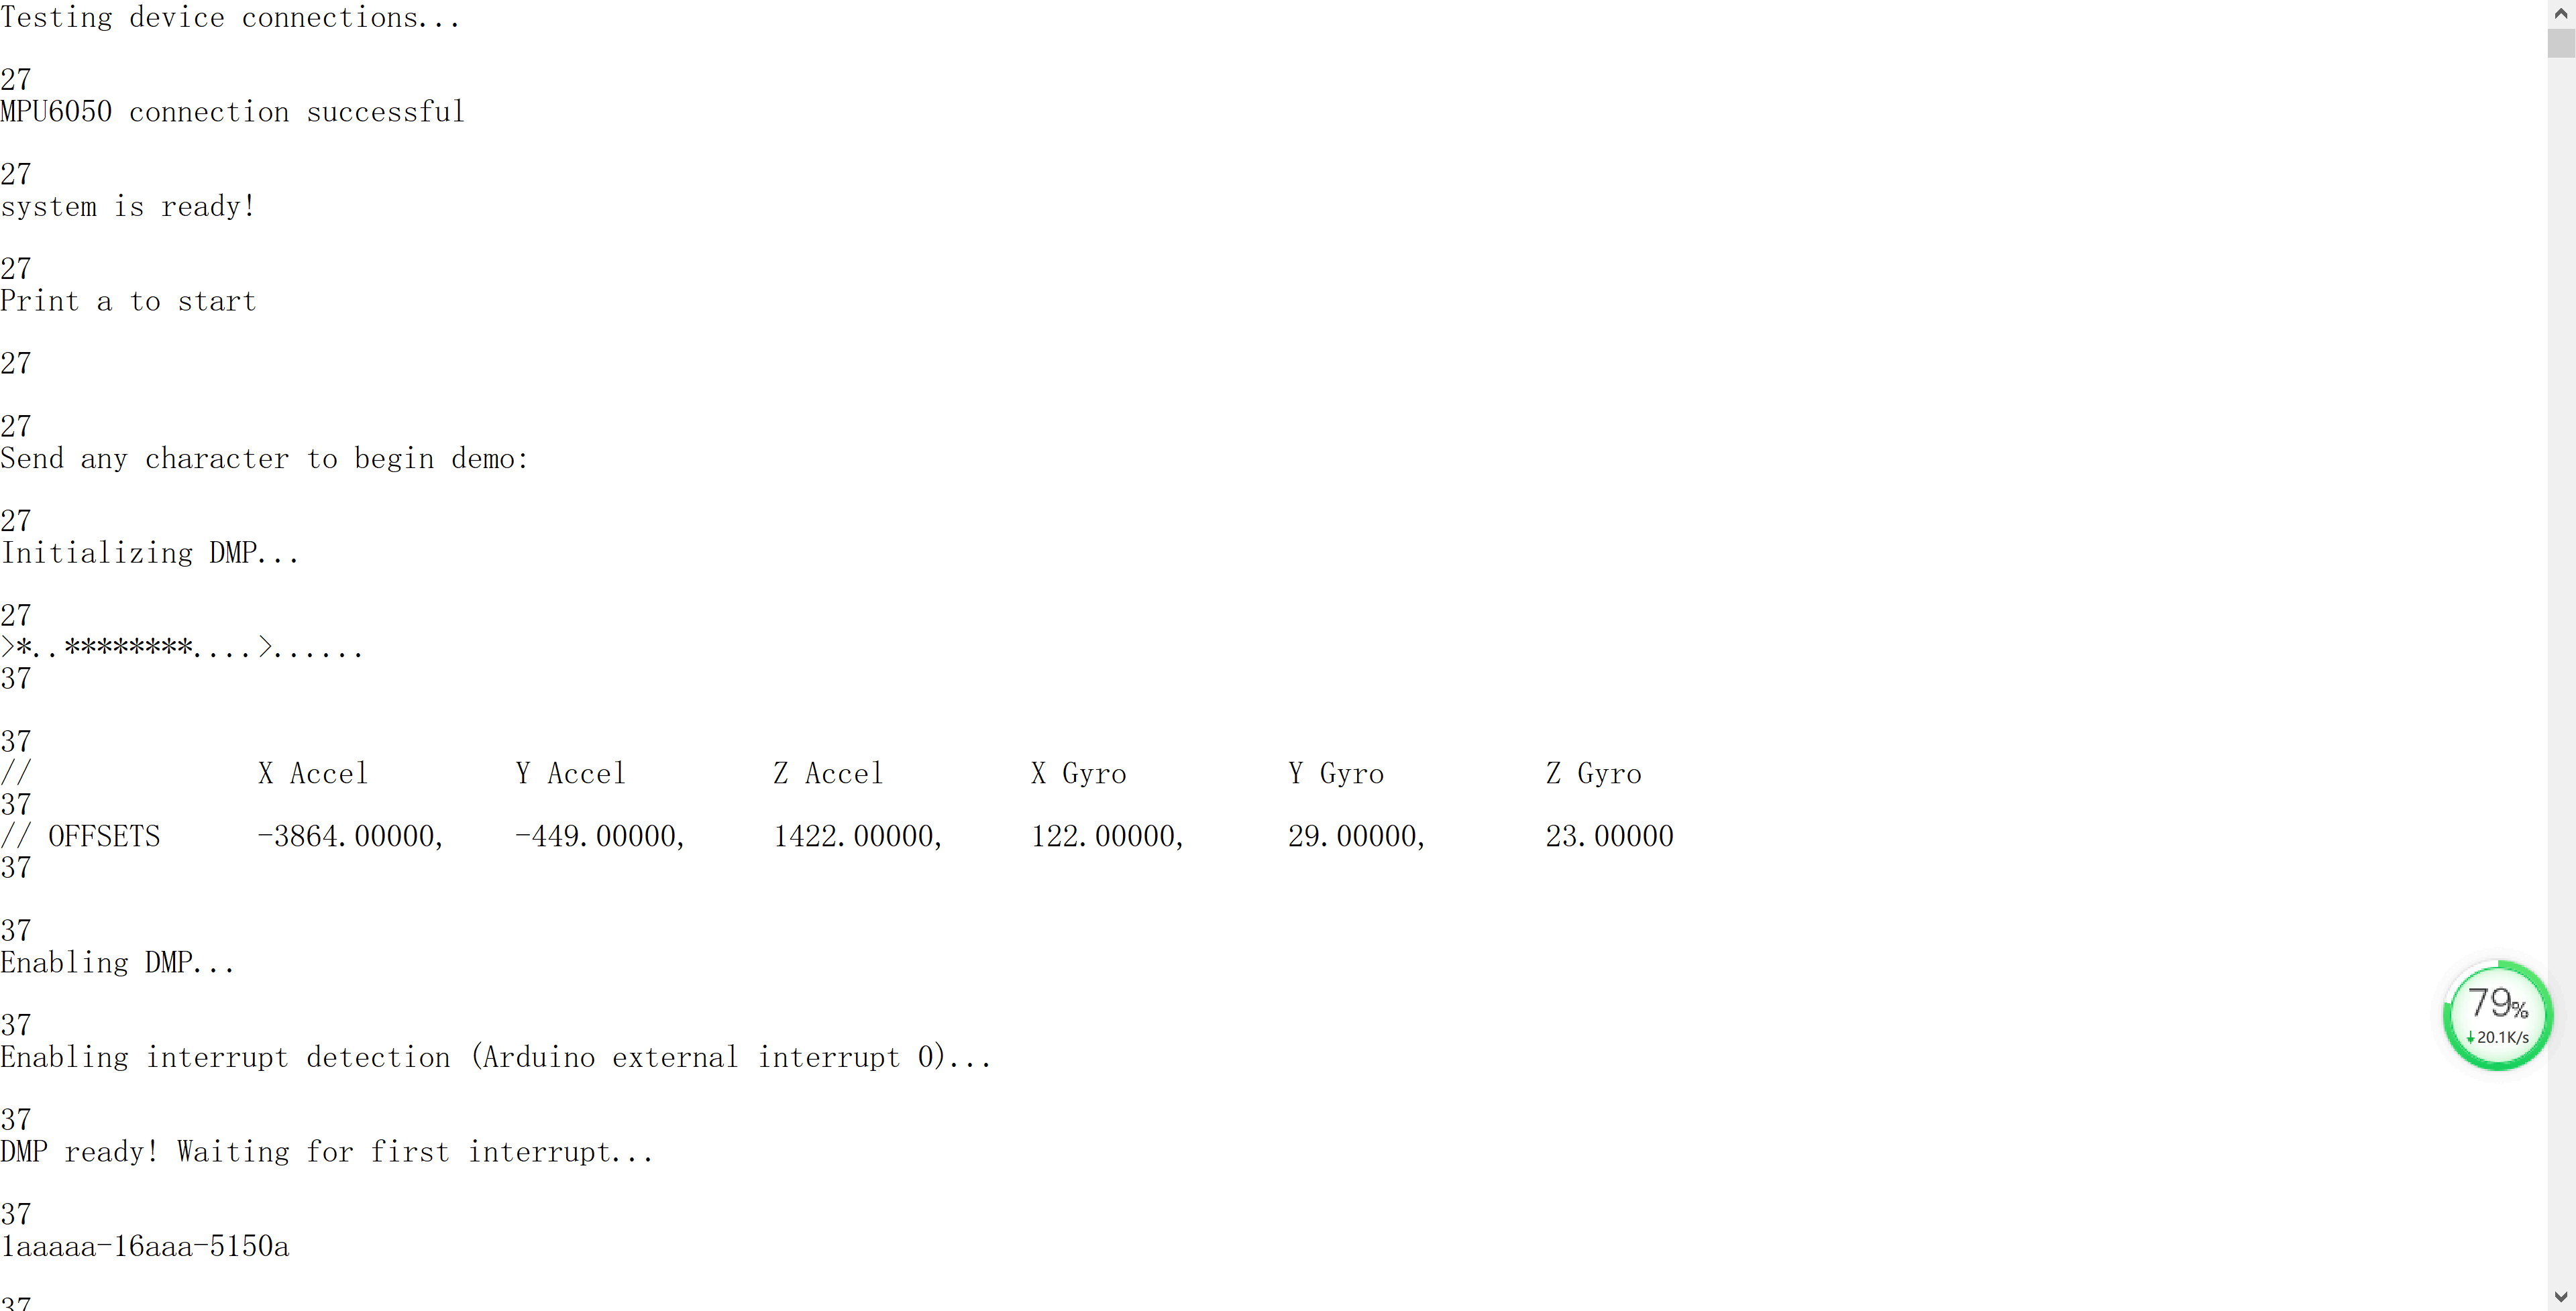 Testing device connections...
27
MPU6050 connection successful
27
system is ready!
27
Print a to start
27
27
Send any character to begin demo:
27
Initializing DMP...
27
>*..********....>......
37
37
// X Accel Y Accel Z Accel X Gyro Y Gyro Z Gyro
37
// OFFSETS -3864.00000, -449.00000, 1422.00000, 122.00000, 29.00000, 23.00000
37
37
Enabling DMP...
37
Enabling interrupt detection (Arduino external interrupt 0)...
37
DMP ready! Waiting for first interrupt...
37
1aaaaa-16aaa-5150a
37
79%
20.1K/s